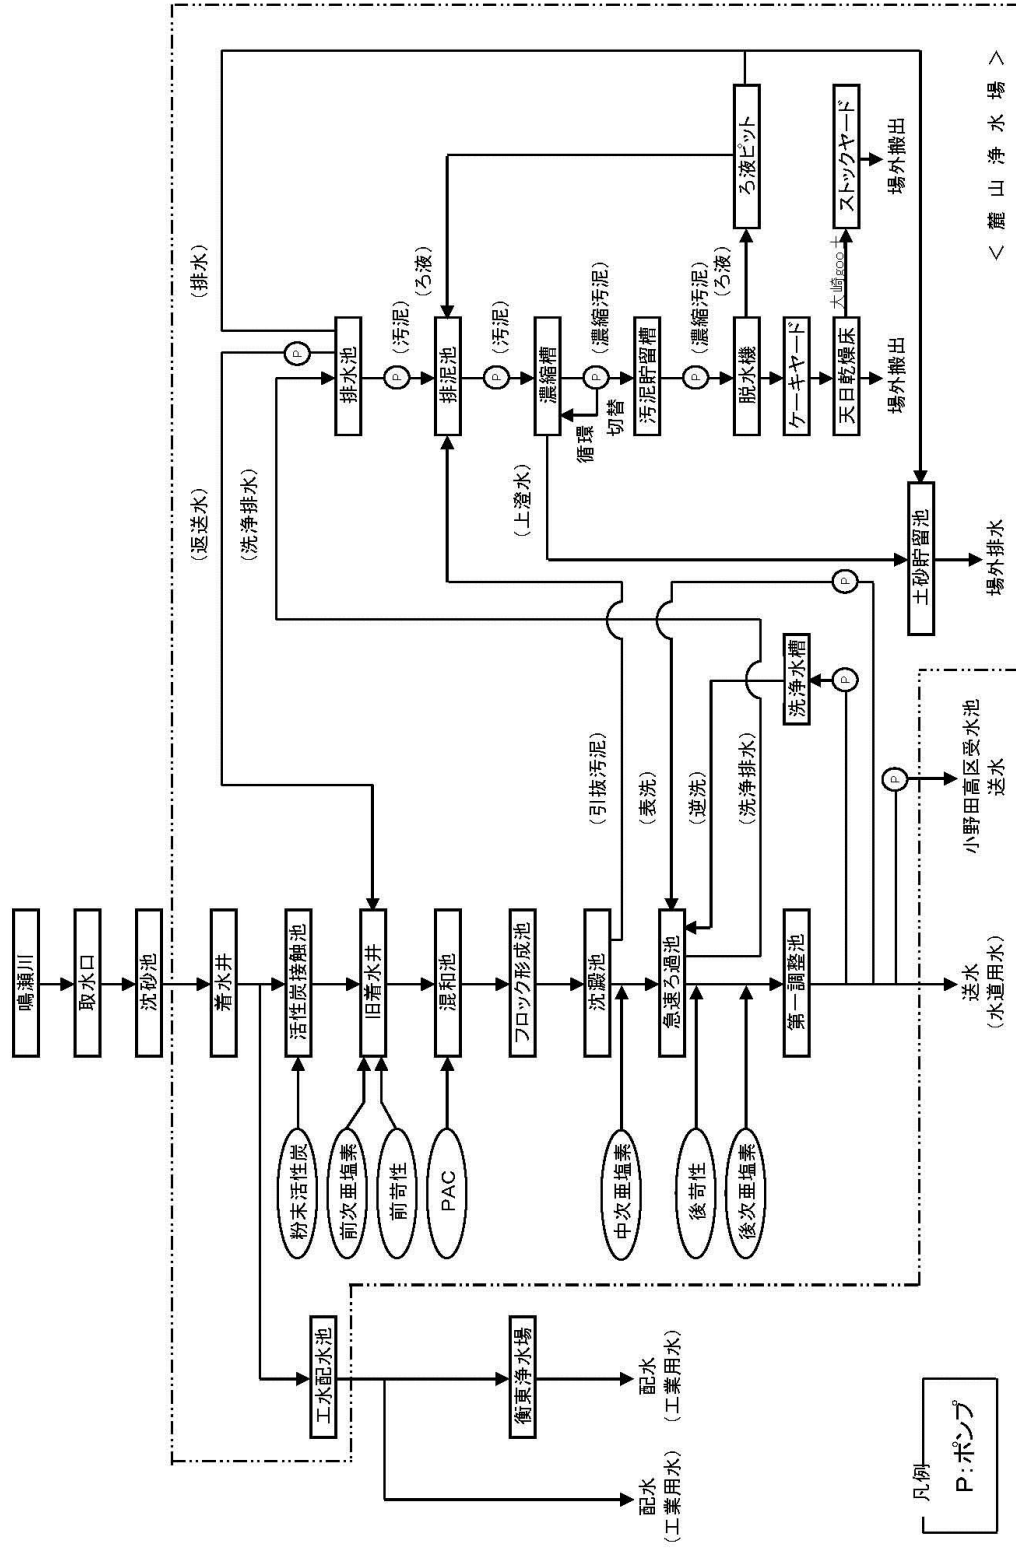 鳴瀬川
取水口
沈砂池
着水井
活性炭接触池
旧着水井
混和池
フロック形成池
沈澱池
急速ろ過池
第一調整池
送水
(水道用水)
小野田高区受水池
送水
粉末活性炭
前次亜塩素
前苛性
PAC
中次亜塩素
後苛性
後次亜塩素
工水配水池
衡東浄水場
配水
(工業用水)
配水
(工業用水)
(返送水)
(洗浄排水)
(排水)
P
排水池
P
(汚泥)
排泥池
(ろ液)
P
(汚泥)
濃縮槽
P
(濃縮汚泥)
循環
切替
汚泥貯留槽
P
(濃縮汚泥)
(ろ液)
脱水機
ろ液ピット
ケーキヤード
天日乾燥床
ストックヤード
場外搬出
場外搬出
(上澄水)
(引抜汚泥)
(表洗)
(逆洗)
(洗浄排水)
洗浄水槽
P
P
P
土砂貯留池
場外排水
<麓山浄水場>
凡例
P:ポンプ